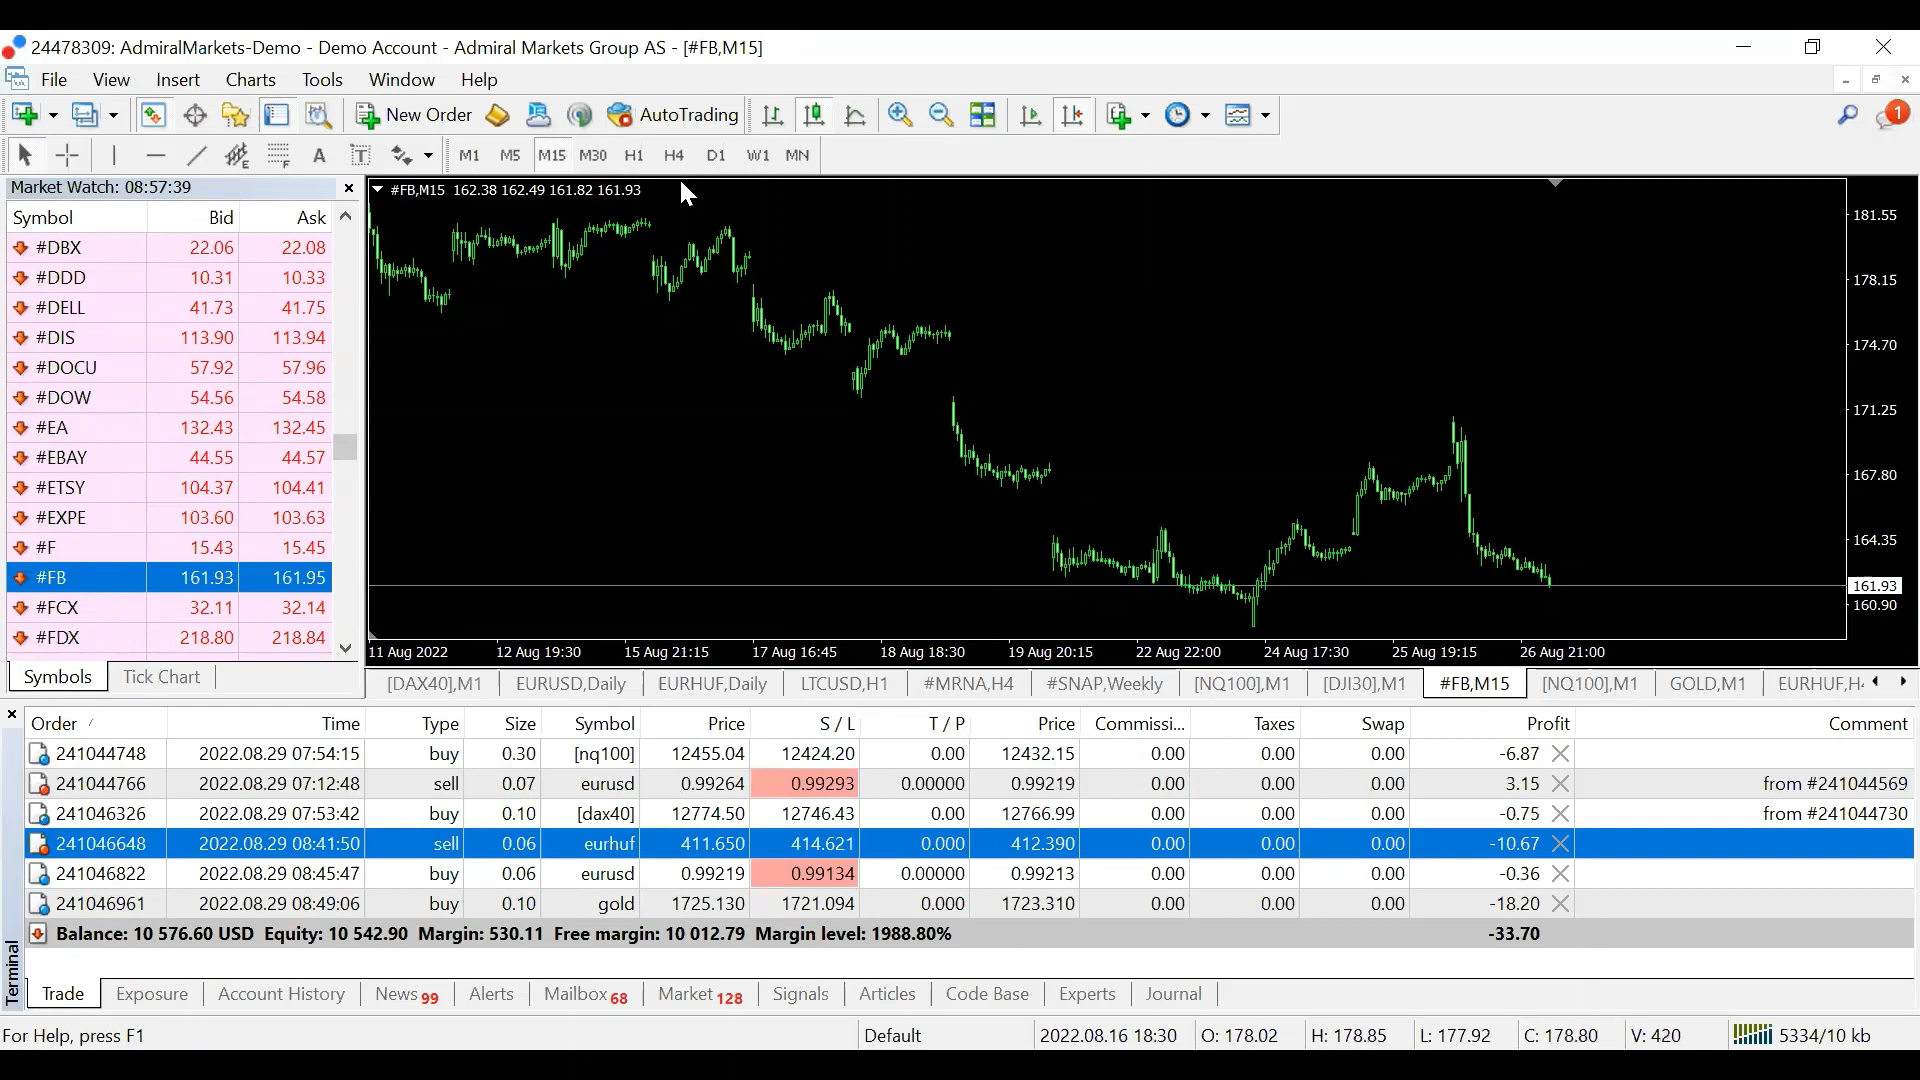 24478309: AdmiralMarkets-Demo - Demo Account - Admiral Markets Group AS - [#FB,M15]
File View Insert Charts Tools Window Help
New Order AutoTrading 1
A T M1 M5 M15 M30 H1 H4 D1 W1 MN
Market Watch: 08:57:39
Symbol Bid Ask
#DBX 22.06 22.08
#DDD 10.31 10.33
#DELL 41.73 41.75
#DIS 113.90 113.94
#DOCU 57.92 57.96
#DOW 54.56 54.58
#EA 132.43 132.45
#EBAY 44.55 44.57
#ETSY 104.37 104.41
#EXPE 103.60 103.63
#F 15.43 15.45
#FB 161.93 161.95
#FCX 32.11 32.14
#FDX 218.80 218.84
Symbols Tick Chart
#FB,M15 162.38 162.49 161.82 161.93
181.55
178.15
174.70
171.25
167.80
164.35
161.93
160.90
11 Aug 2022 12 Aug 19:30 15 Aug 21:15 17 Aug 16:45 18 Aug 18:30 19 Aug 20:15 22 Aug 22:00 24 Aug 17:30 25 Aug 19:15 26 Aug 21:00
[DAX40],M1 EURUSD,Daily EURHUF,Daily LTCUSD,H1 #MRNA,H4 #SNAP,Weekly [NQ100],M1 [DJI30],M1 #FB,M15 [NQ100],M1 GOLD,M1 EURHUF,H4
Order Time Type Size Symbol Price S / L T / P Price Commissi... Taxes Swap Profit Comment
241044748 2022.08.29 07:54:15 buy 0.30 [nq100] 12455.04 12424.20 0.00 12432.15 0.00 0.00 0.00 -6.87
241044766 2022.08.29 07:12:48 sell 0.07 eurusd 0.99264 0.99293 0.00000 0.99219 0.00 0.00 0.00 3.15 from #241044569
241046326 2022.08.29 07:53:42 buy 0.10 [dax40] 12774.50 12746.43 0.00 12766.99 0.00 0.00 0.00 -0.75 from #241044730
241046648 2022.08.29 08:41:50 sell 0.06 eurhuf 411.650 414.621 0.000 412.390 0.00 0.00 0.00 -10.67
241046822 2022.08.29 08:45:47 buy 0.06 eurusd 0.99219 0.99134 0.00000 0.99213 0.00 0.00 0.00 -0.36
241046961 2022.08.29 08:49:06 buy 0.10 gold 1725.130 1721.094 0.000 1723.310 0.00 0.00 0.00 -18.20
Balance: 10 576.60 USD Equity: 10 542.90 Margin: 530.11 Free margin: 10 012.79 Margin level: 1988.80% -33.70
Terminal
Trade Exposure Account History News 99 Alerts Mailbox 68 Market 128 Signals Articles Code Base Experts Journal
For Help, press F1 Default 2022.08.16 18:30 O: 178.02 H: 178.85 L: 177.92 C: 178.80 V: 420 5334/10 kb